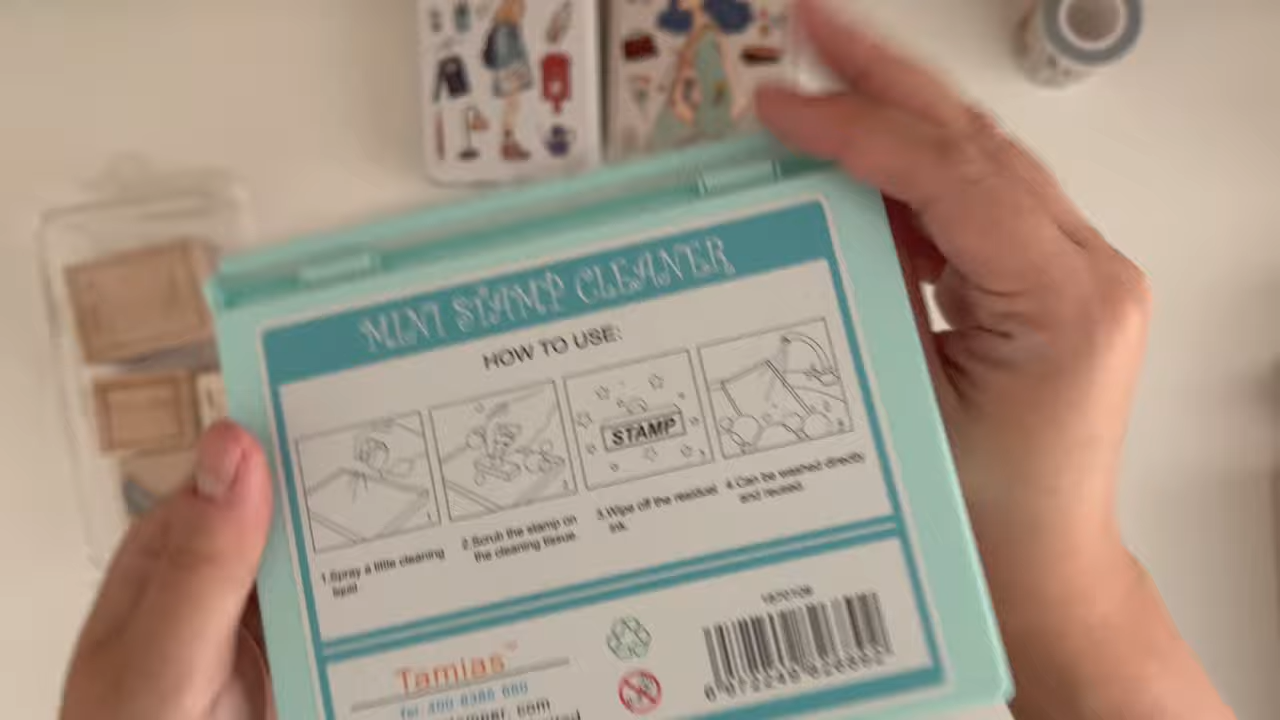 MINI STAMP CLEANER
HOW TO USE:
STAMP
1.Spray a little cleaning
liquid
2.Scrub the stamp on
the cleaning tissue
3.Wipe off the residual
ink.
4.Can be washed directly
and reused.
Tamias
Tel